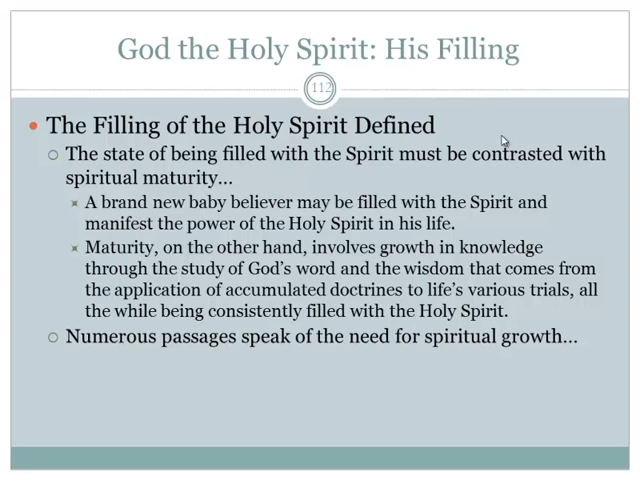 God the Holy Spirit: His Filling
112
The Filling of the Holy Spirit Defined
The state of being filled with the Spirit must be contrasted with
spiritual maturity…
A brand new baby believer may be filled with the Spirit and
manifest the power of the Holy Spirit in his life.
Maturity, on the other hand, involves growth in knowledge
through the study of God's word and the wisdom that comes from
the application of accumulated doctrines to life's various trials, all
the while being consistently filled with the Holy Spirit.
Numerous passages speak of the need for spiritual growth…